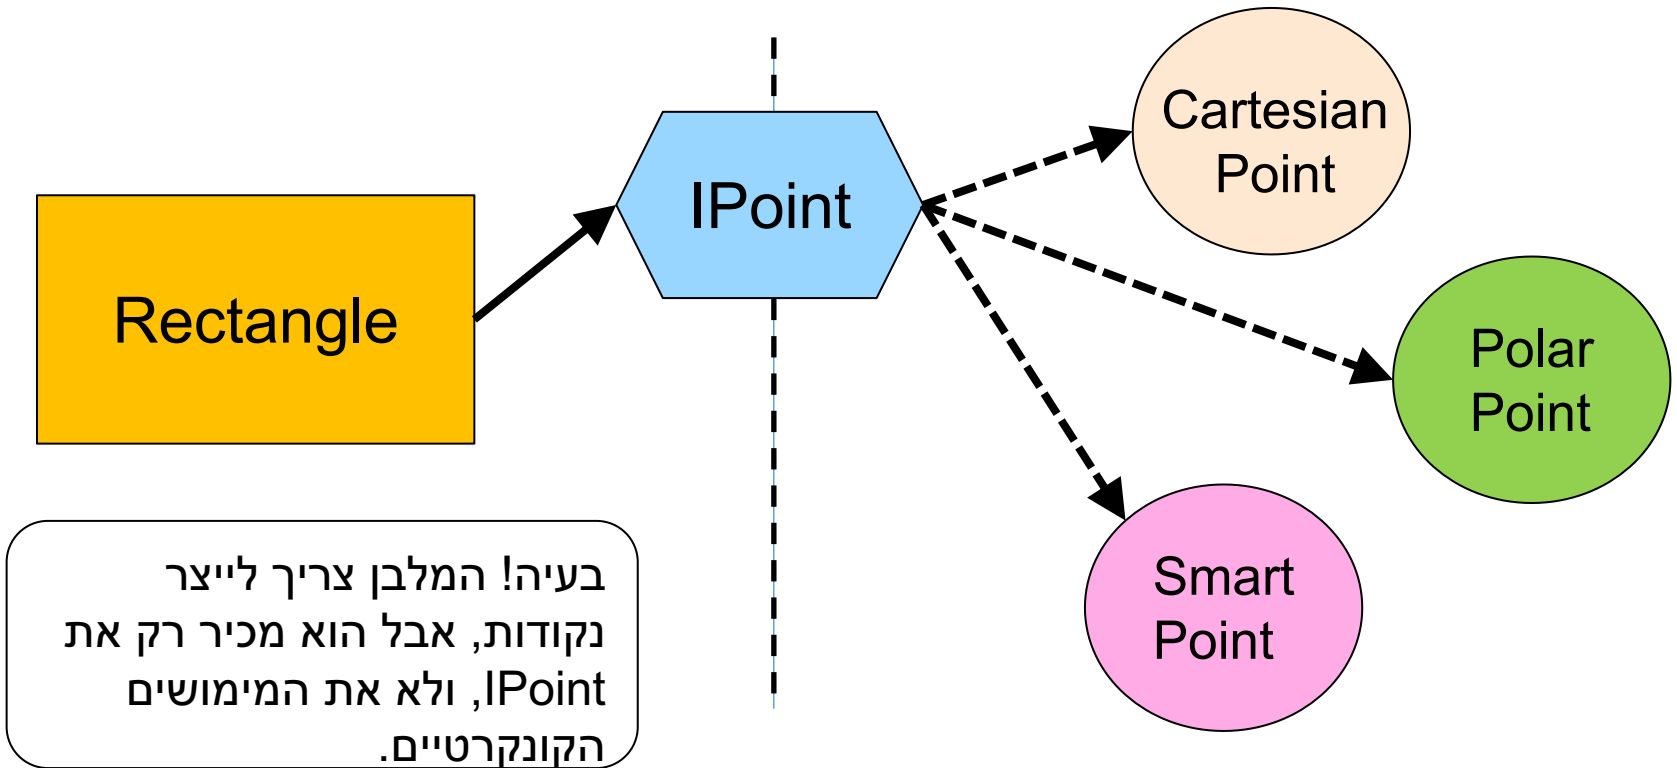 Cartesian
Point
IPoint
Rectangle
Polar
Point
Smart
Point
בעיה! המלבן צריך לייצר
נקודות, אבל הוא מכיר רק את
IPoint, ולא את המימושים
הקונקרטיים.